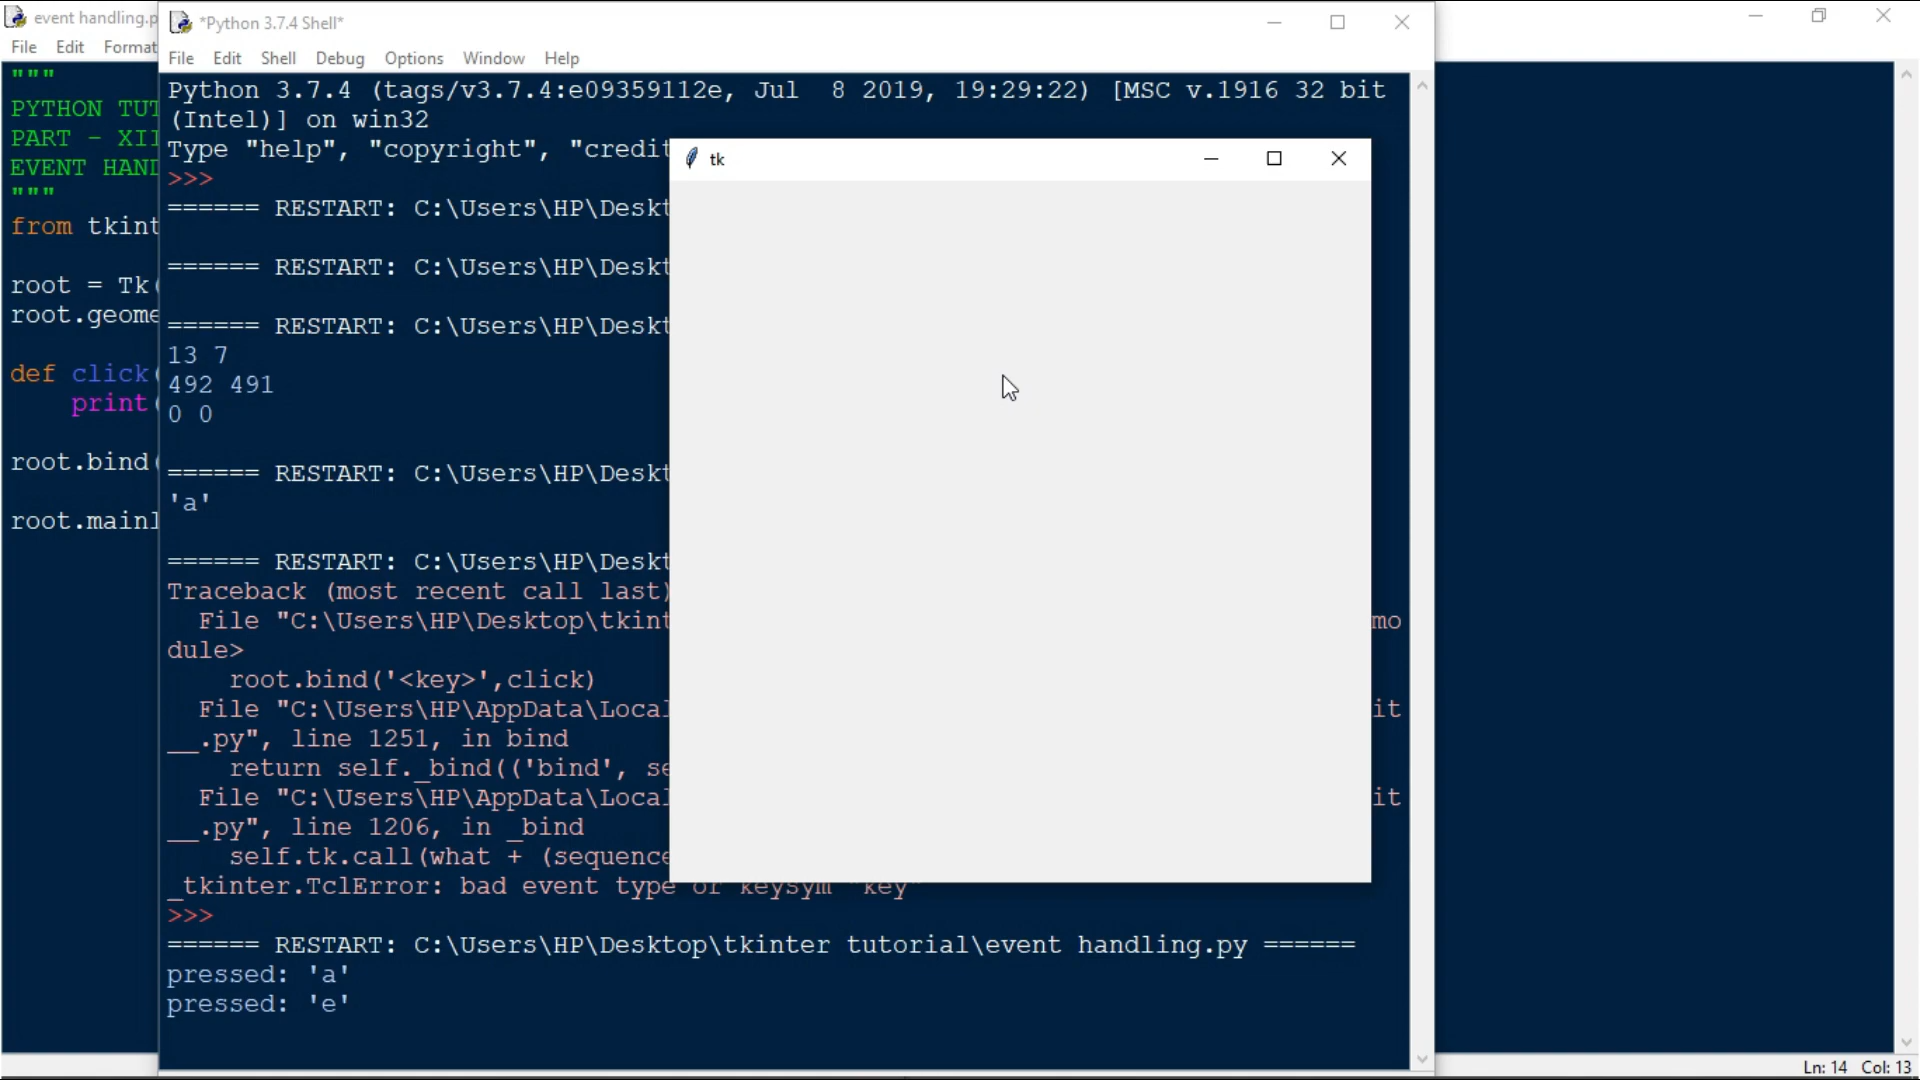 event handling.p
File Edit Format
"""
PYTHON TUT
PART - XII
EVENT HAND
"""
from tkint
root = Tk(
root.geome
def click(
print(
root.bind(
root.mainl
*Python 3.7.4 Shell*
File Edit Shell Debug Options Window Help
Python 3.7.4 (tags/v3.7.4:e09359112e, Jul  8 2019, 19:29:22) [MSC v.1916 32 bit
(Intel)] on win32
Type "help", "copyright", "credit
>>>
====== RESTART: C:\Users\HP\Deskt
====== RESTART: C:\Users\HP\Deskt
====== RESTART: C:\Users\HP\Deskt
13 7
492 491
0 0
====== RESTART: C:\Users\HP\Deskt
'a'
====== RESTART: C:\Users\HP\Deskt
Traceback (most recent call last)
File "C:\Users\HP\Desktop\tkint mo
dule>
root.bind('<key>',click)
File "C:\Users\HP\AppData\Local it
__.py", line 1251, in bind
return self._bind(('bind', se
File "C:\Users\HP\AppData\Local it
__.py", line 1206, in _bind
self.tk.call(what + (sequence
_tkinter.TclError: bad event type or keysym "key"
>>>
====== RESTART: C:\Users\HP\Desktop\tkinter tutorial\event handling.py ======
pressed: 'a'
pressed: 'e'
tk
Ln: 14 Col: 13